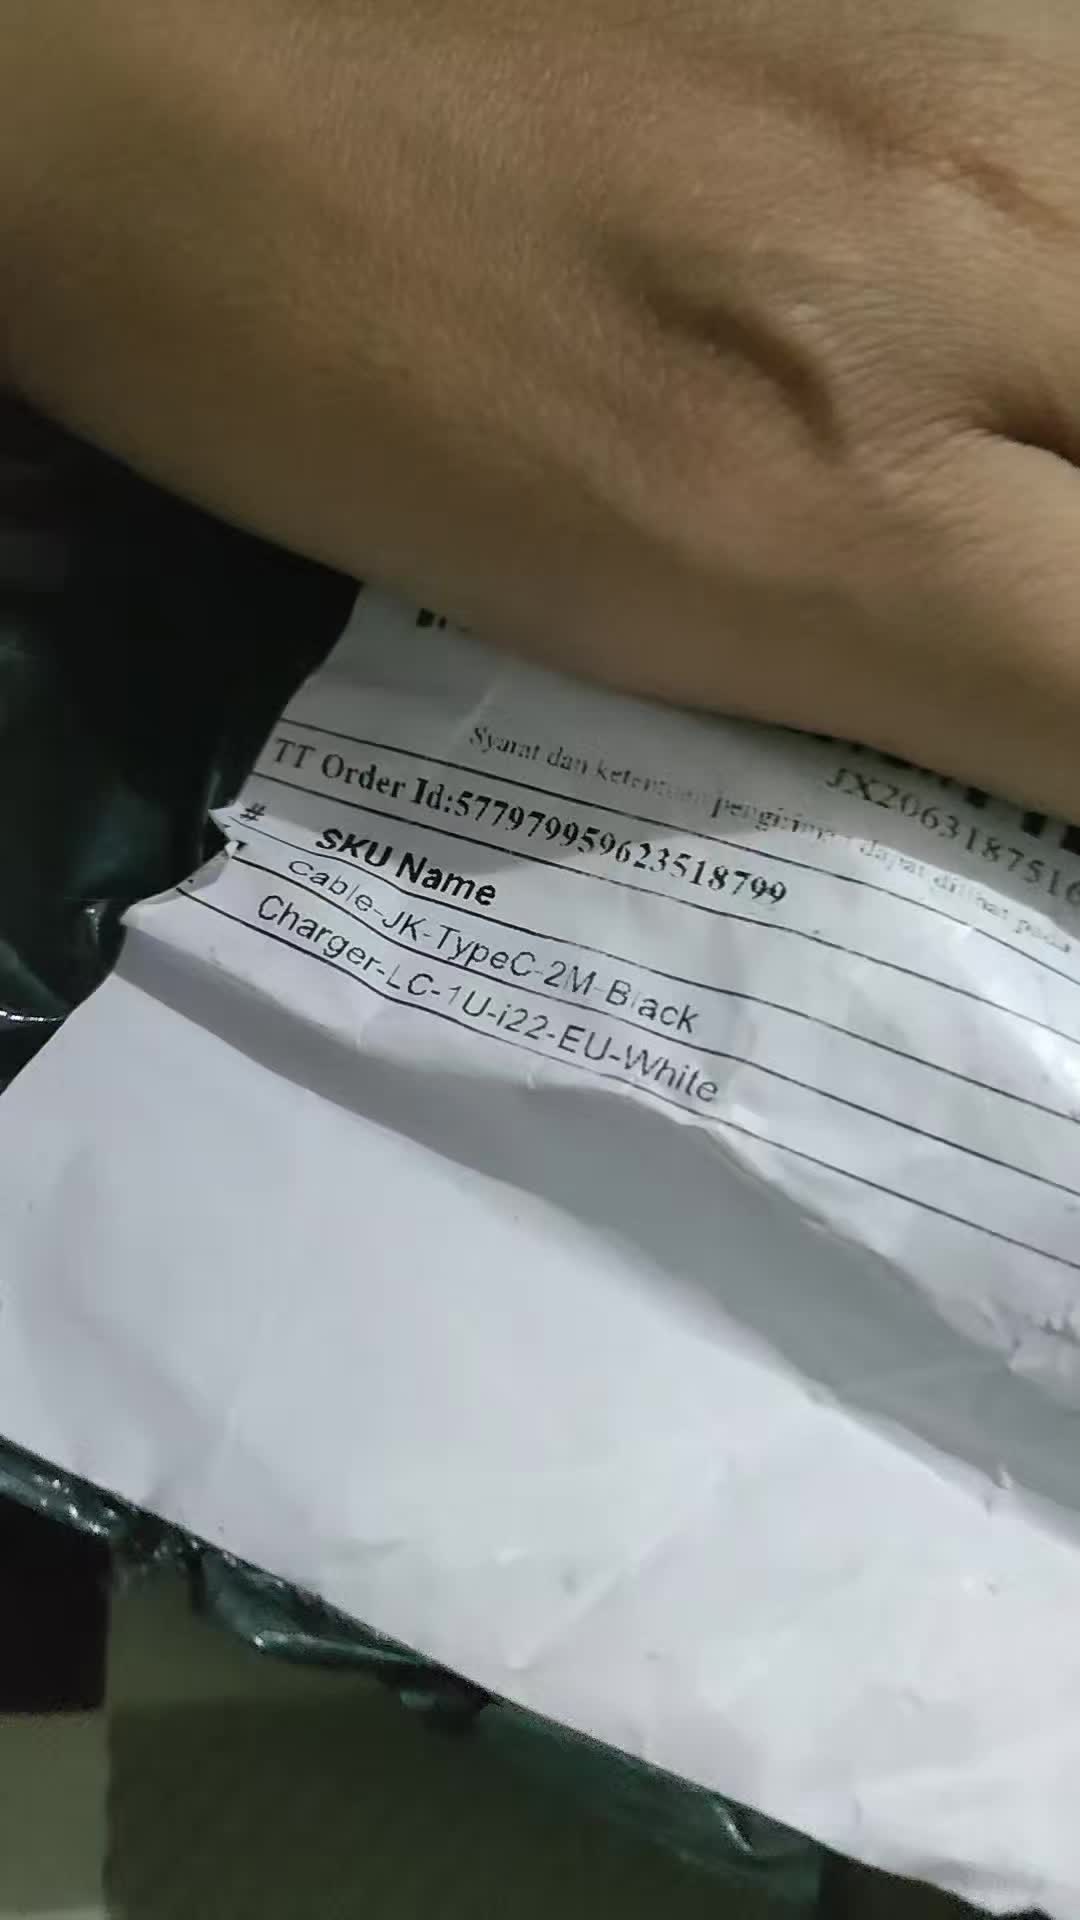 JX206318751
Syarat dan ketentuan pengiriman dapat dilihat pada
TT Order Id:577979959623518799
# SKU Name
Cable-JK-TypeC-2M-Black
Charger-LC-1U-i22-EU-White